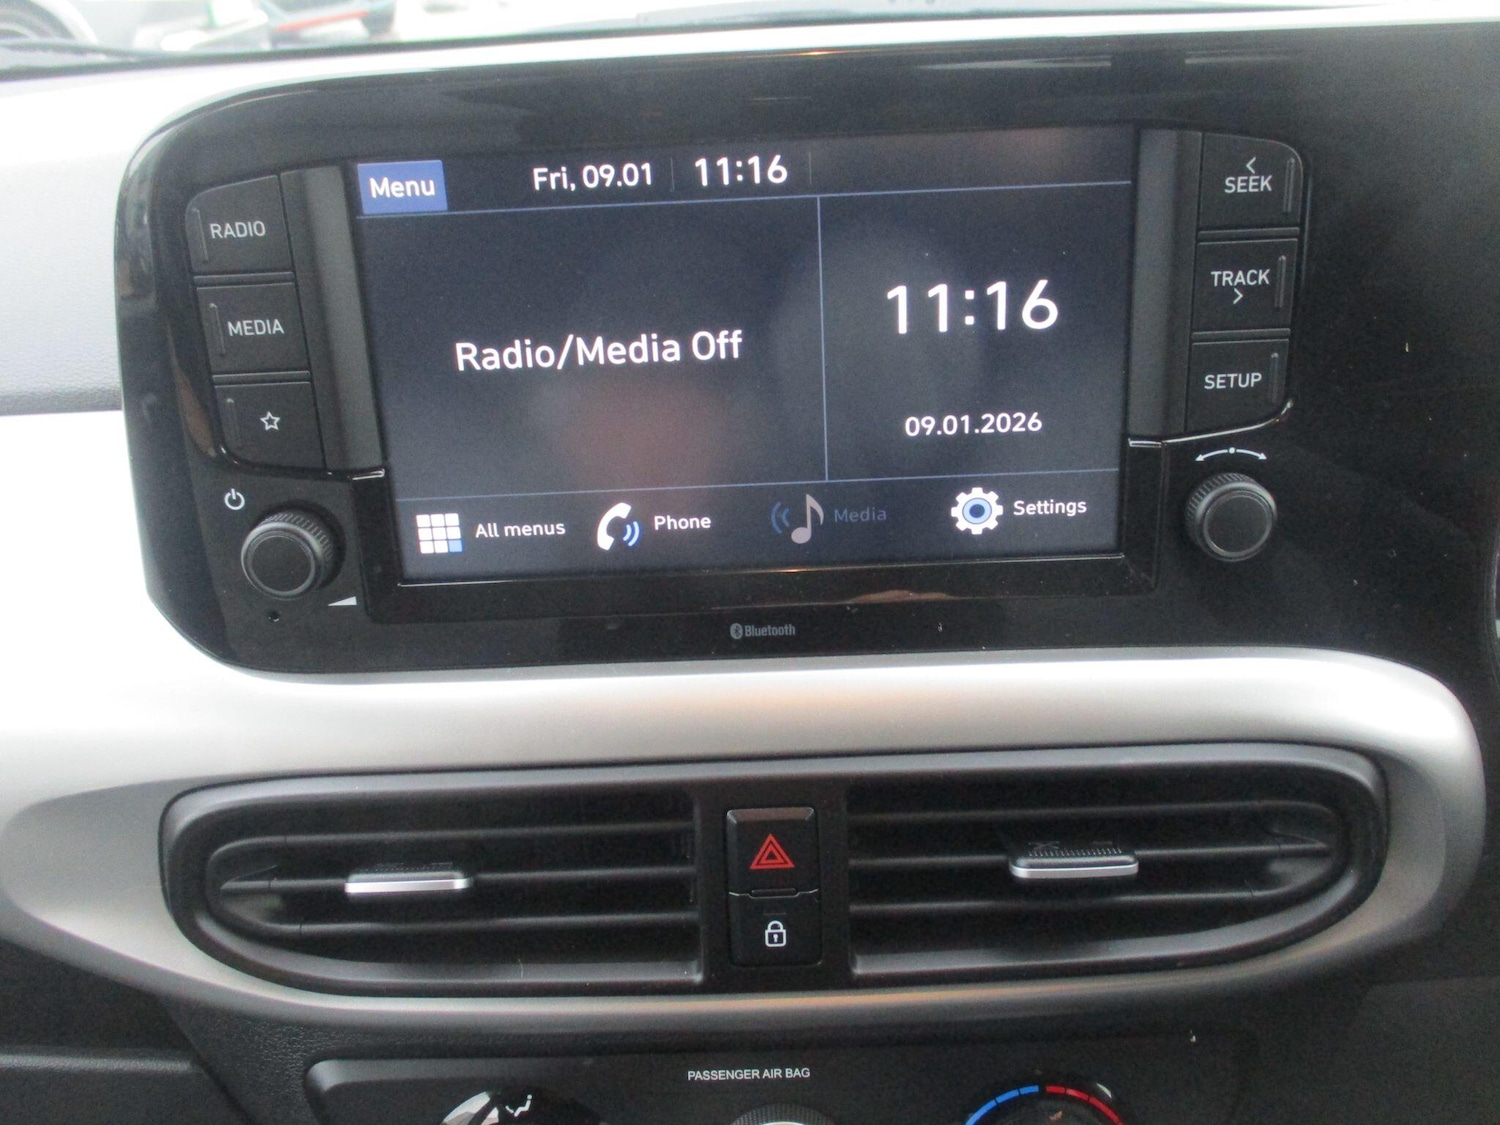 Menu
Fri, 09.01
11:16
RADIO
MEDIA
Radio/Media Off
11:16
09.01.2026
All menus
Phone
Media
Settings
SEEK
TRACK
SETUP
Bluetooth
PASSENGER AIR BAG